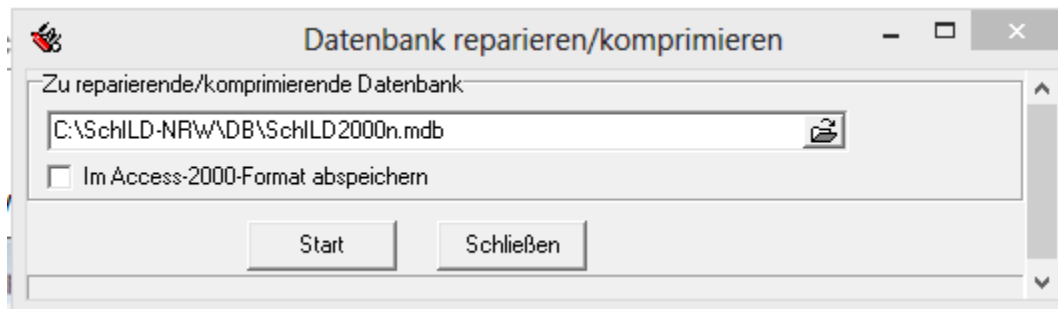 Datenbank reparieren/komprimieren
Zu reparierende/komprimierende Datenbank
C:\SchILD-NRW\DB\SchILD2000n.mdb
Im Access-2000-Format abspeichern
Start Schließen